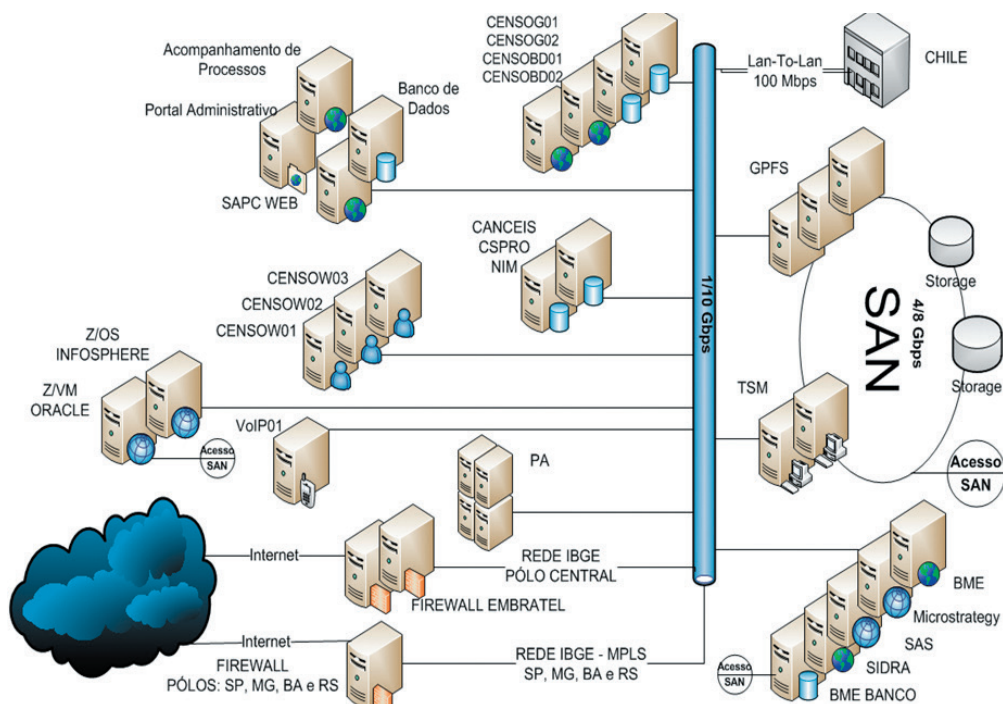 Acompanhamento de
Processos
Portal Administrativo
Banco de
Dados
SAPC WEB
CENSOG01
CENSOG02
CENSOBD01
CENSOBD02
Lan-To-Lan
100 Mbps
CHILE
GPFS
CANCEIS
CSPRO
NIM
CENSOW03
CENSOW02
CENSOW01
1/10 Gbps
Storage
4/8 Gbps
SAN
Storage
Z/OS
INFOSPHERE
Z/VM
ORACLE
Acesso
SAN
VoIP01
PA
TSM
Acesso
SAN
Internet
REDE IBGE
PÓLO CENTRAL
FIREWALL EMBRATEL
Internet
FIREWALL
PÓLOS: SP, MG, BA e RS
REDE IBGE - MPLS
SP, MG, BA e RS
BME
Microstrategy
SAS
SIDRA
BME BANCO
Acesso
SAN